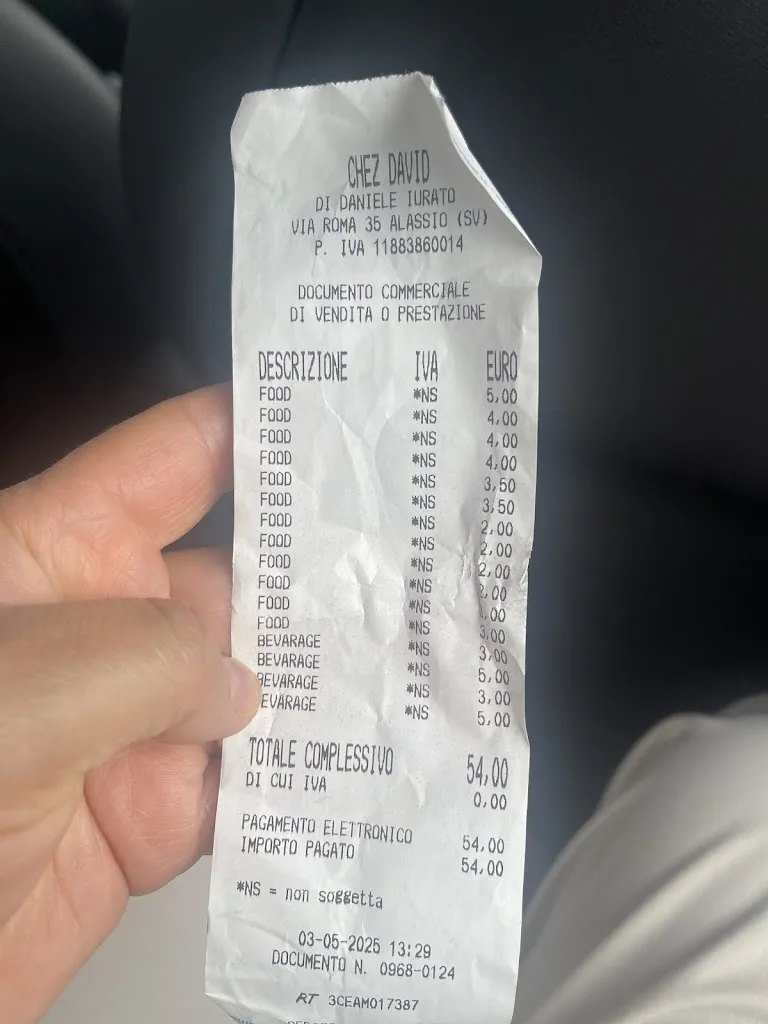 CHEZ DAVID
DI DANIELE IURATO
VIA ROMA 35 ALASSIO (SV)
P. IVA 11883860014
DOCUMENTO COMMERCIALE
DI VENDITA O PRESTAZIONE
DESCRIZIONE IVA EURO
FOOD *NS 5,00
FOOD *NS 4,00
FOOD *NS 4,00
FOOD *NS 4,00
FOOD *NS 3,50
FOOD *NS 3,50
FOOD *NS 2,00
FOOD *NS 2,00
FOOD *NS 2,00
FOOD *NS
FOOD *NS
FOOD *NS 3,00
BEVARAGE *NS 3,00
BEVARAGE *NS 5,00
BEVARAGE *NS 3,00
EVARAGE *NS 5,00
TOTALE COMPLESSIVO 54,00
DI CUI IVA 0,00
PAGAMENTO ELETTRONICO 54,00
IMPORTO PAGATO 54,00
*NS = non soggetta
03-05-2025 13:29
DOCUMENTO N. 0968-0124
RT 3CEAM017387